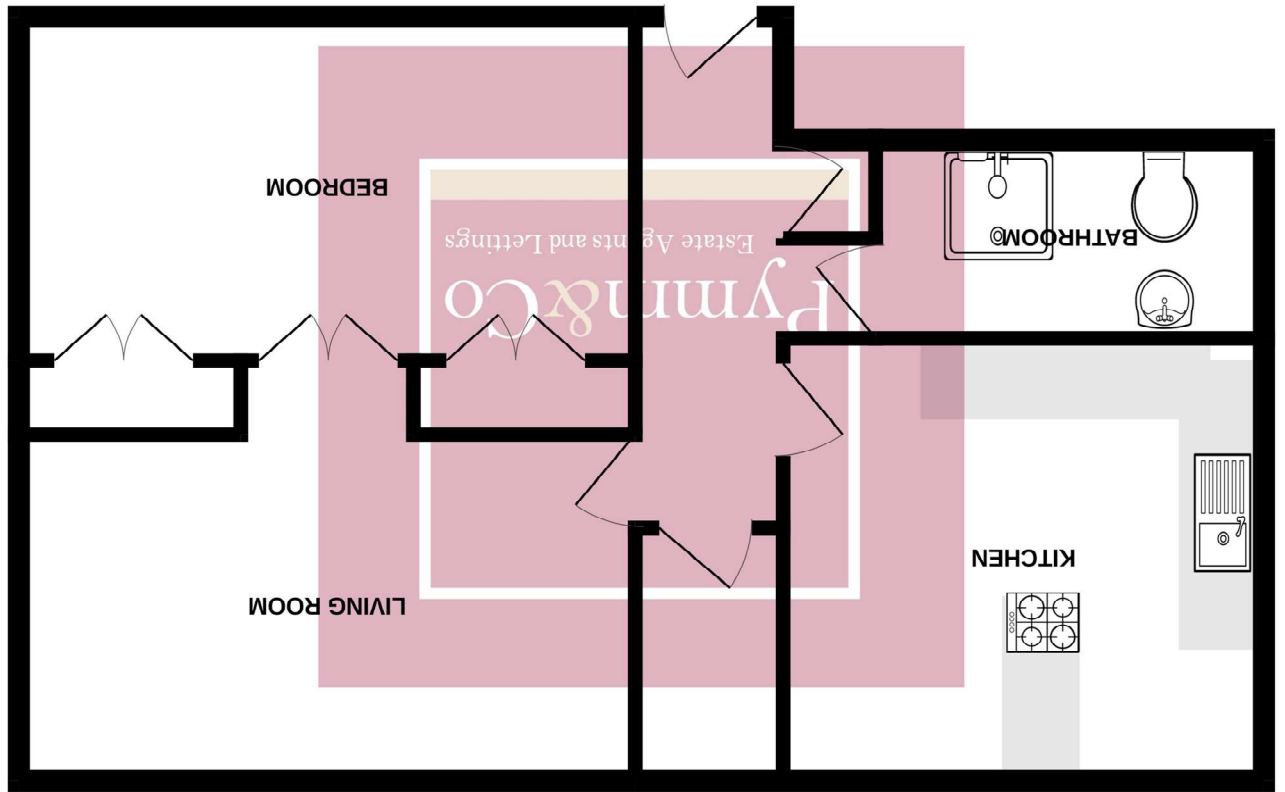 KITCHEN
LIVING ROOM
BATHROOM
BEDROOM
Pymm&Co
Estate Agents and Lettings